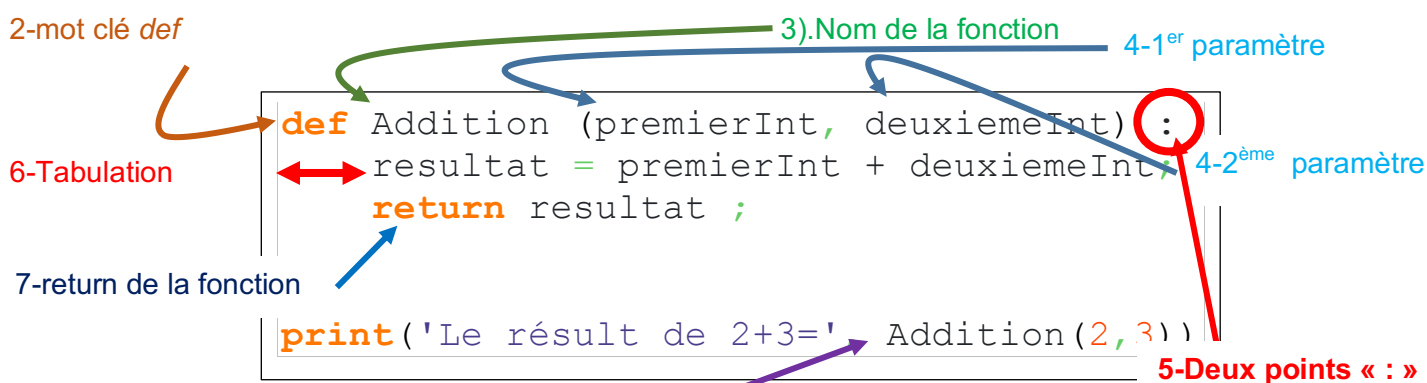 2-mot clé def
3).Nom de la fonction
4-1er paramètre
def Addition (premierInt, deuxiemeInt) :
6-Tabulation
resultat = premierInt + deuxiemeInt;
4-2ème paramètre
return resultat ;
7-return de la fonction
print('Le résult de 2+3=' Addition(2,3))
5-Deux points « : »